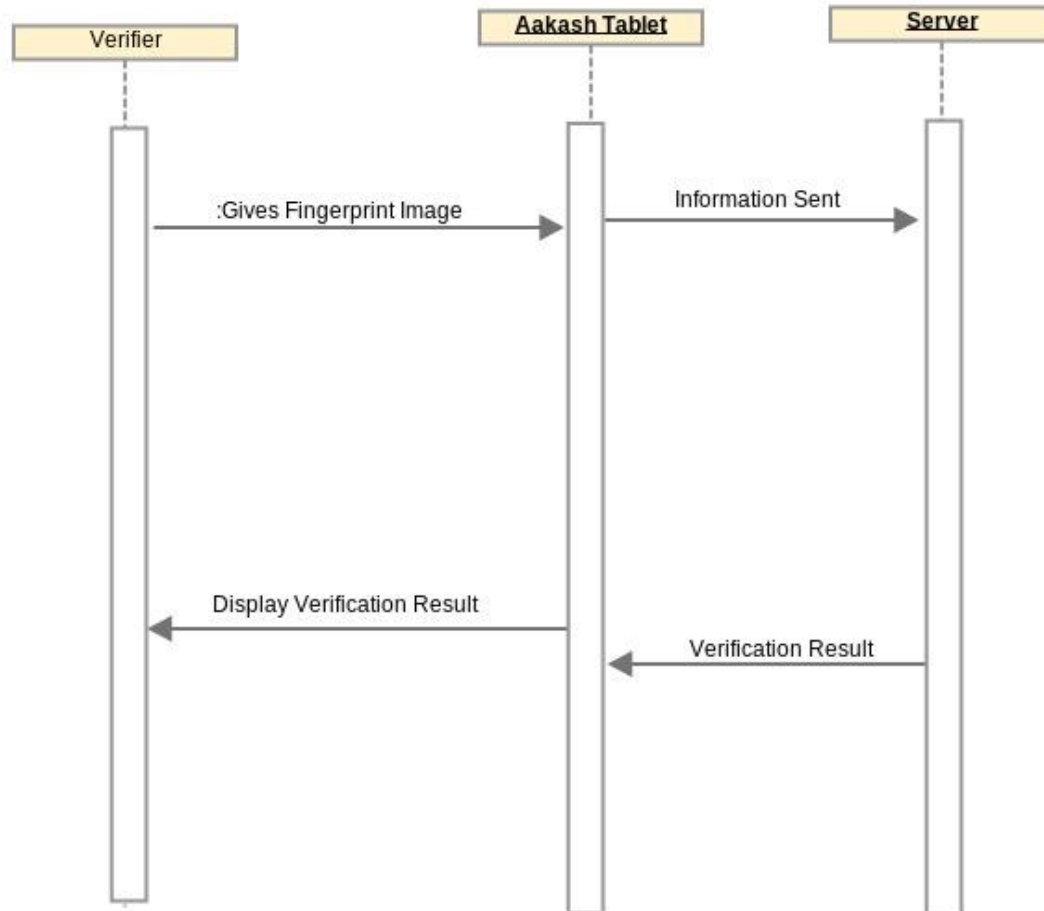 Verifier
Aakash Tablet
Server
:Gives Fingerprint Image
Information Sent
Display Verification Result
Verification Result